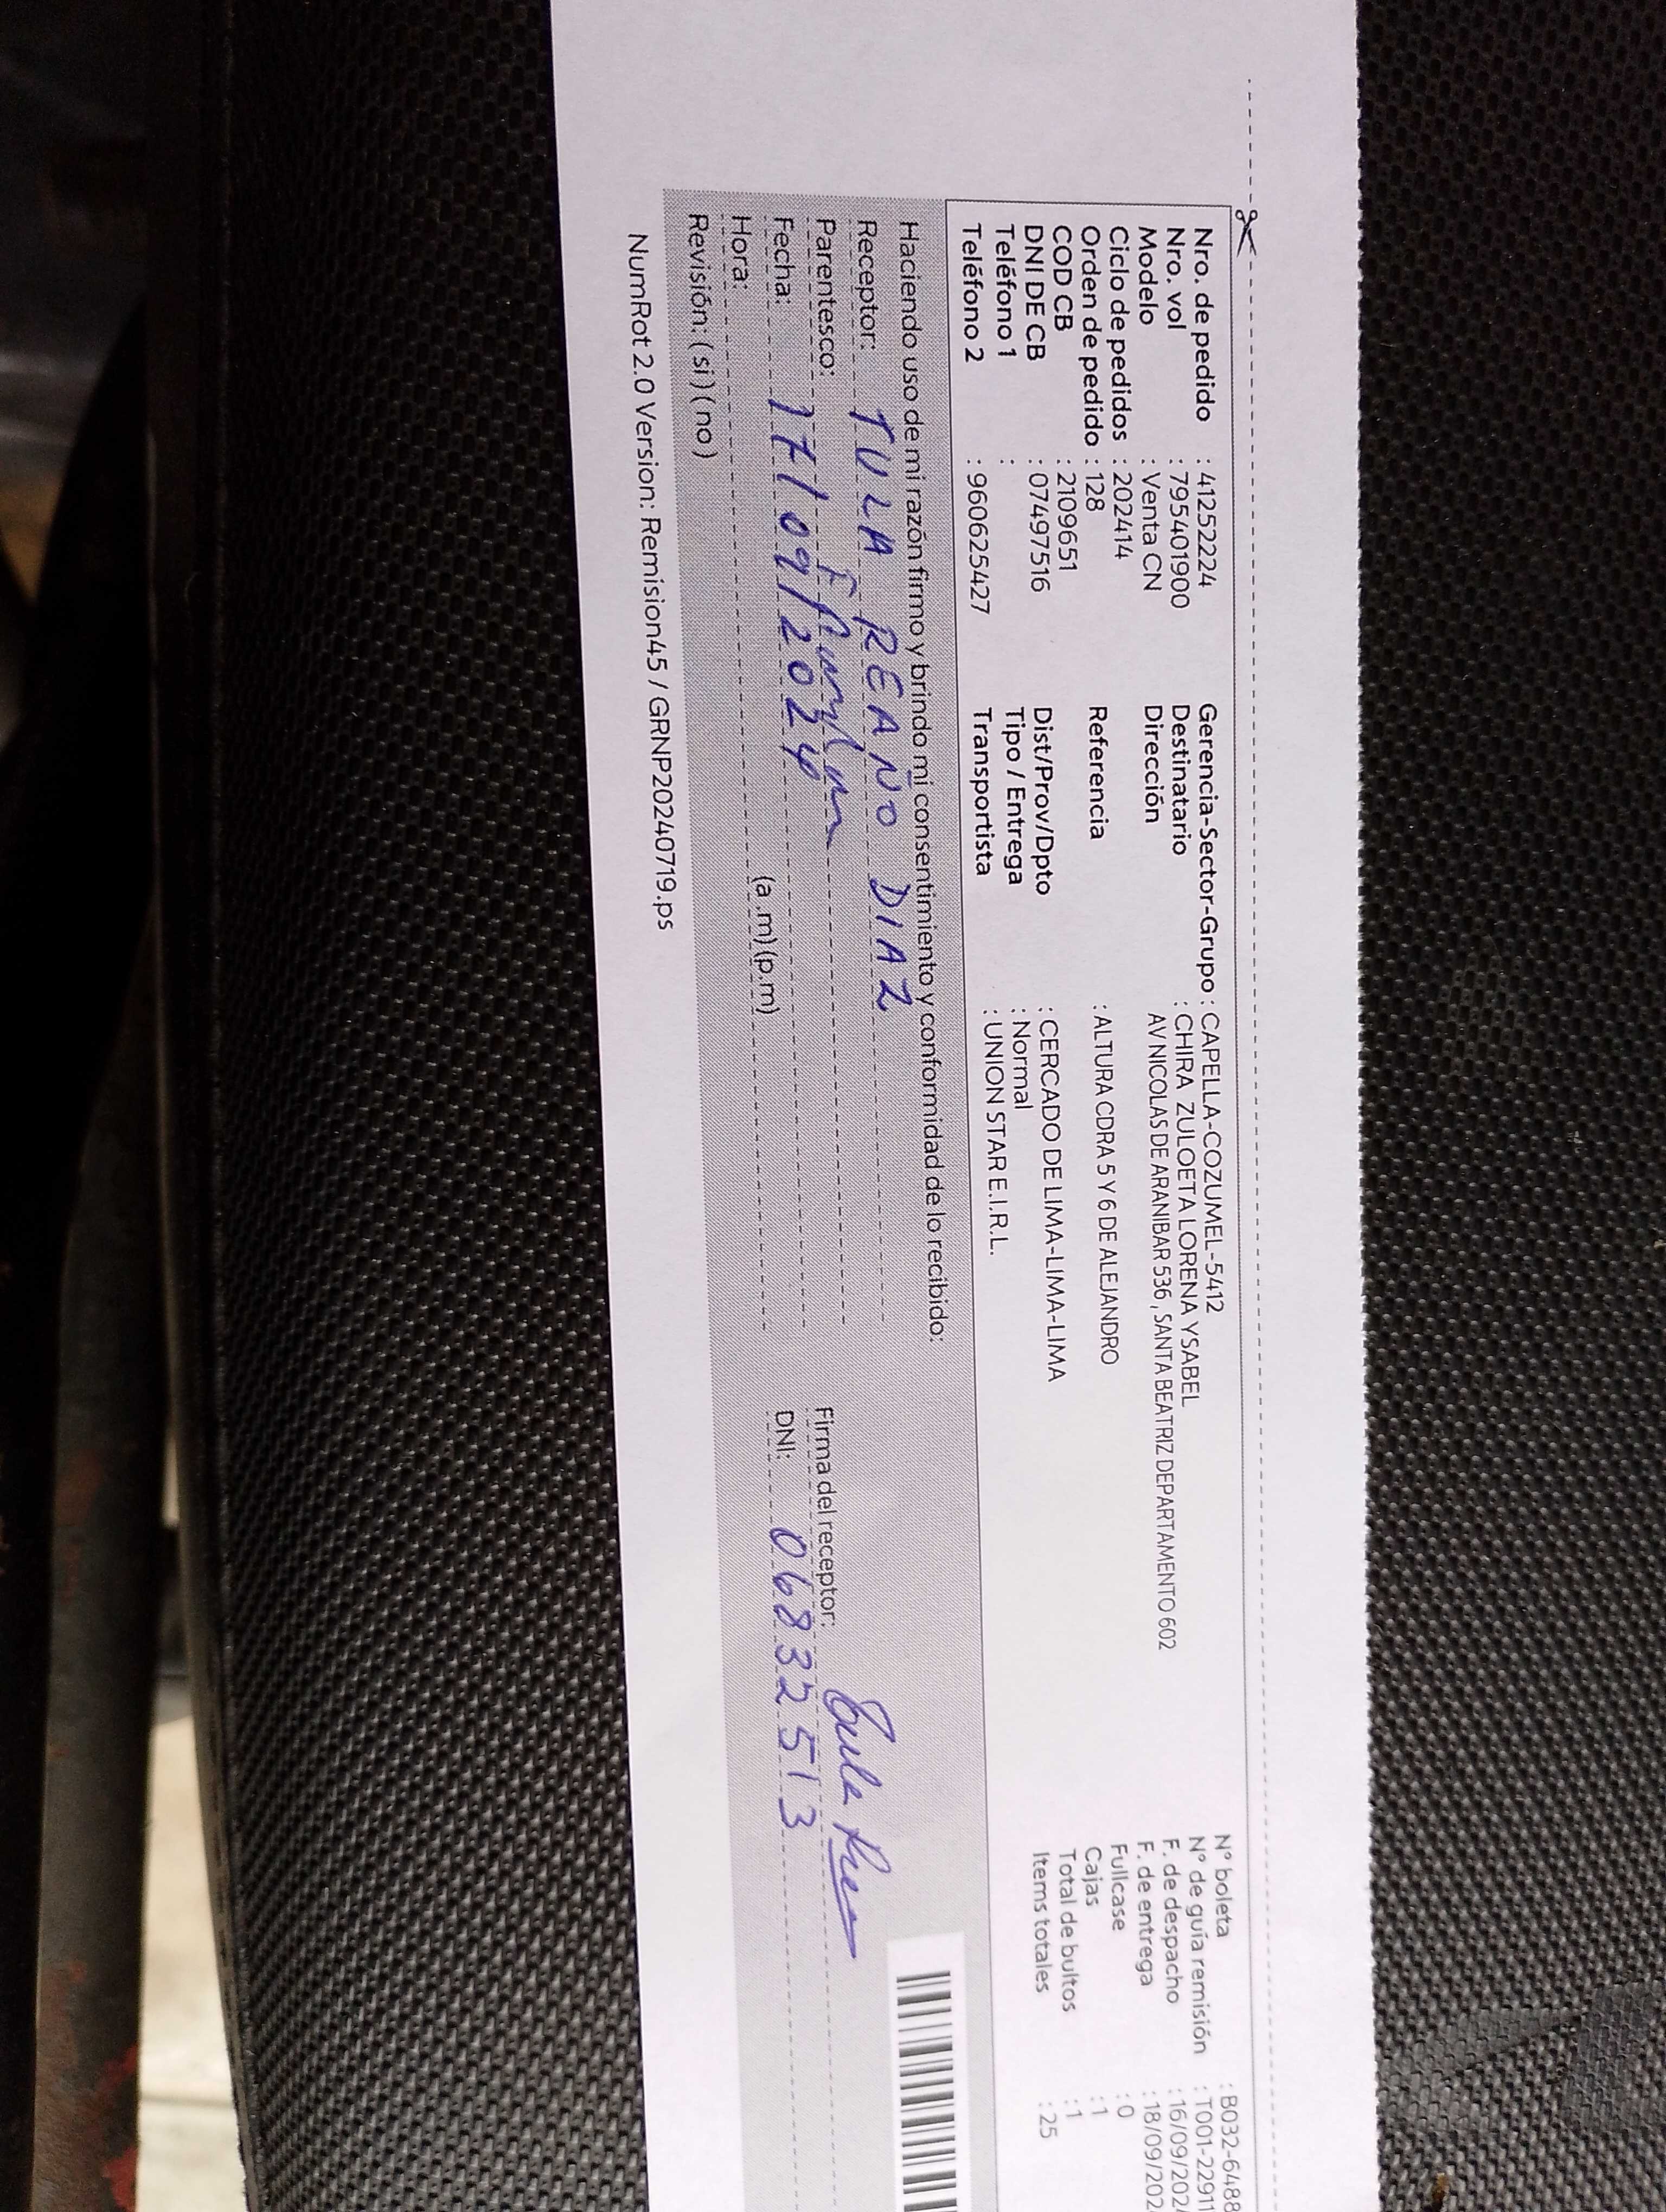 Nro. de pedido : 41252224
Nro. vol : 795401900
Modelo : Venta CN
Ciclo de pedidos : 202414
Orden de pedido : 128
COD CB : 2109651
DNI DE CB : 07497516
Teléfono 1 :
Teléfono 2 : 960625427
Gerencia-Sector-Grupo : CAPELLA-COZUMEL-5412
Destinatario : CHIRA ZULOETA LORENA YSABEL
Dirección AV NICOLAS DE ARANIBAR 536 , SANTA BEATRIZ DEPARTAMENTO 602
Referencia : ALTURA CDRA 5 Y 6 DE ALEJANDRO
Dist/Prov/Dpto : CERCADO DE LIMA-LIMA-LIMA
Tipo / Entrega : Normal
Transportista : UNION STAR E.I.R.L.
N° boleta : B032-6488
N° de guía remisión : T001-22911
F. de despacho : 16/09/202
F. de entrega : 18/09/202
Fullcase : 0
Cajas : 1
Total de bultos : 1
Items totales : 25
Haciendo uso de mi razón firmo y brindo mi consentimiento y conformidad de lo recibido:
Receptor: TULA REAÑO DIAZ
Parentesco:
Fecha: 17/09/2024
Hora: (a.m) (p.m)
Revisión: ( si ) ( no )
Firma del receptor: Tula
DNI: 06832513
NumRot 2.0 Version: Remision45 / GRNP20240719.ps